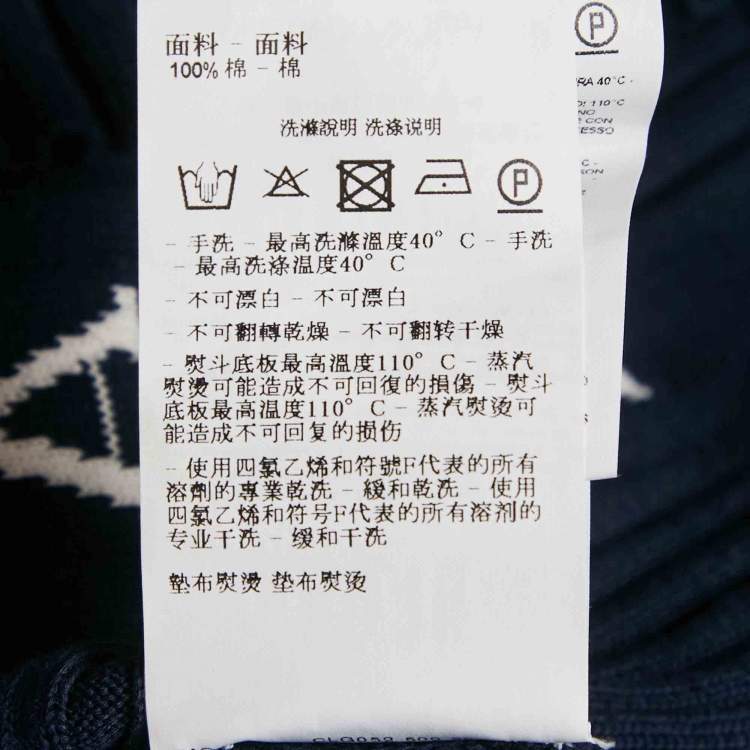 面料 - 面料
100% 棉 - 棉
洗滌說明 洗涤说明
P
- 手洗 - 最高洗滌溫度40° C - 手洗
- 最高洗涤温度40° C
- 不可漂白 - 不可漂白
- 不可翻轉乾燥 - 不可翻转干燥
- 熨斗底板最高溫度110° C - 蒸汽
熨燙可能造成不可回復的損傷 - 熨斗
底板最高温度110° C - 蒸汽熨烫可
能造成不可回复的损伤
- 使用四氯乙烯和符號F代表的所有
溶劑的專業乾洗 - 緩和乾洗 - 使用
四氯乙烯和符号F代表的所有溶剂的
专业干洗 - 缓和干洗
墊布熨燙 垫布熨烫
P
RA 40°C -
110°C
NO
E CON
C -